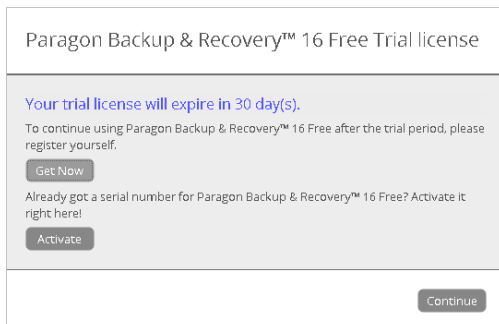 Paragon Backup & Recovery™ 16 Free Trial license
Your trial license will expire in 30 day(s).
To continue using Paragon Backup & Recovery™ 16 Free after the trial period, please
register yourself.
Get Now
Already got a serial number for Paragon Backup & Recovery™ 16 Free? Activate it
right here!
Activate
Continue